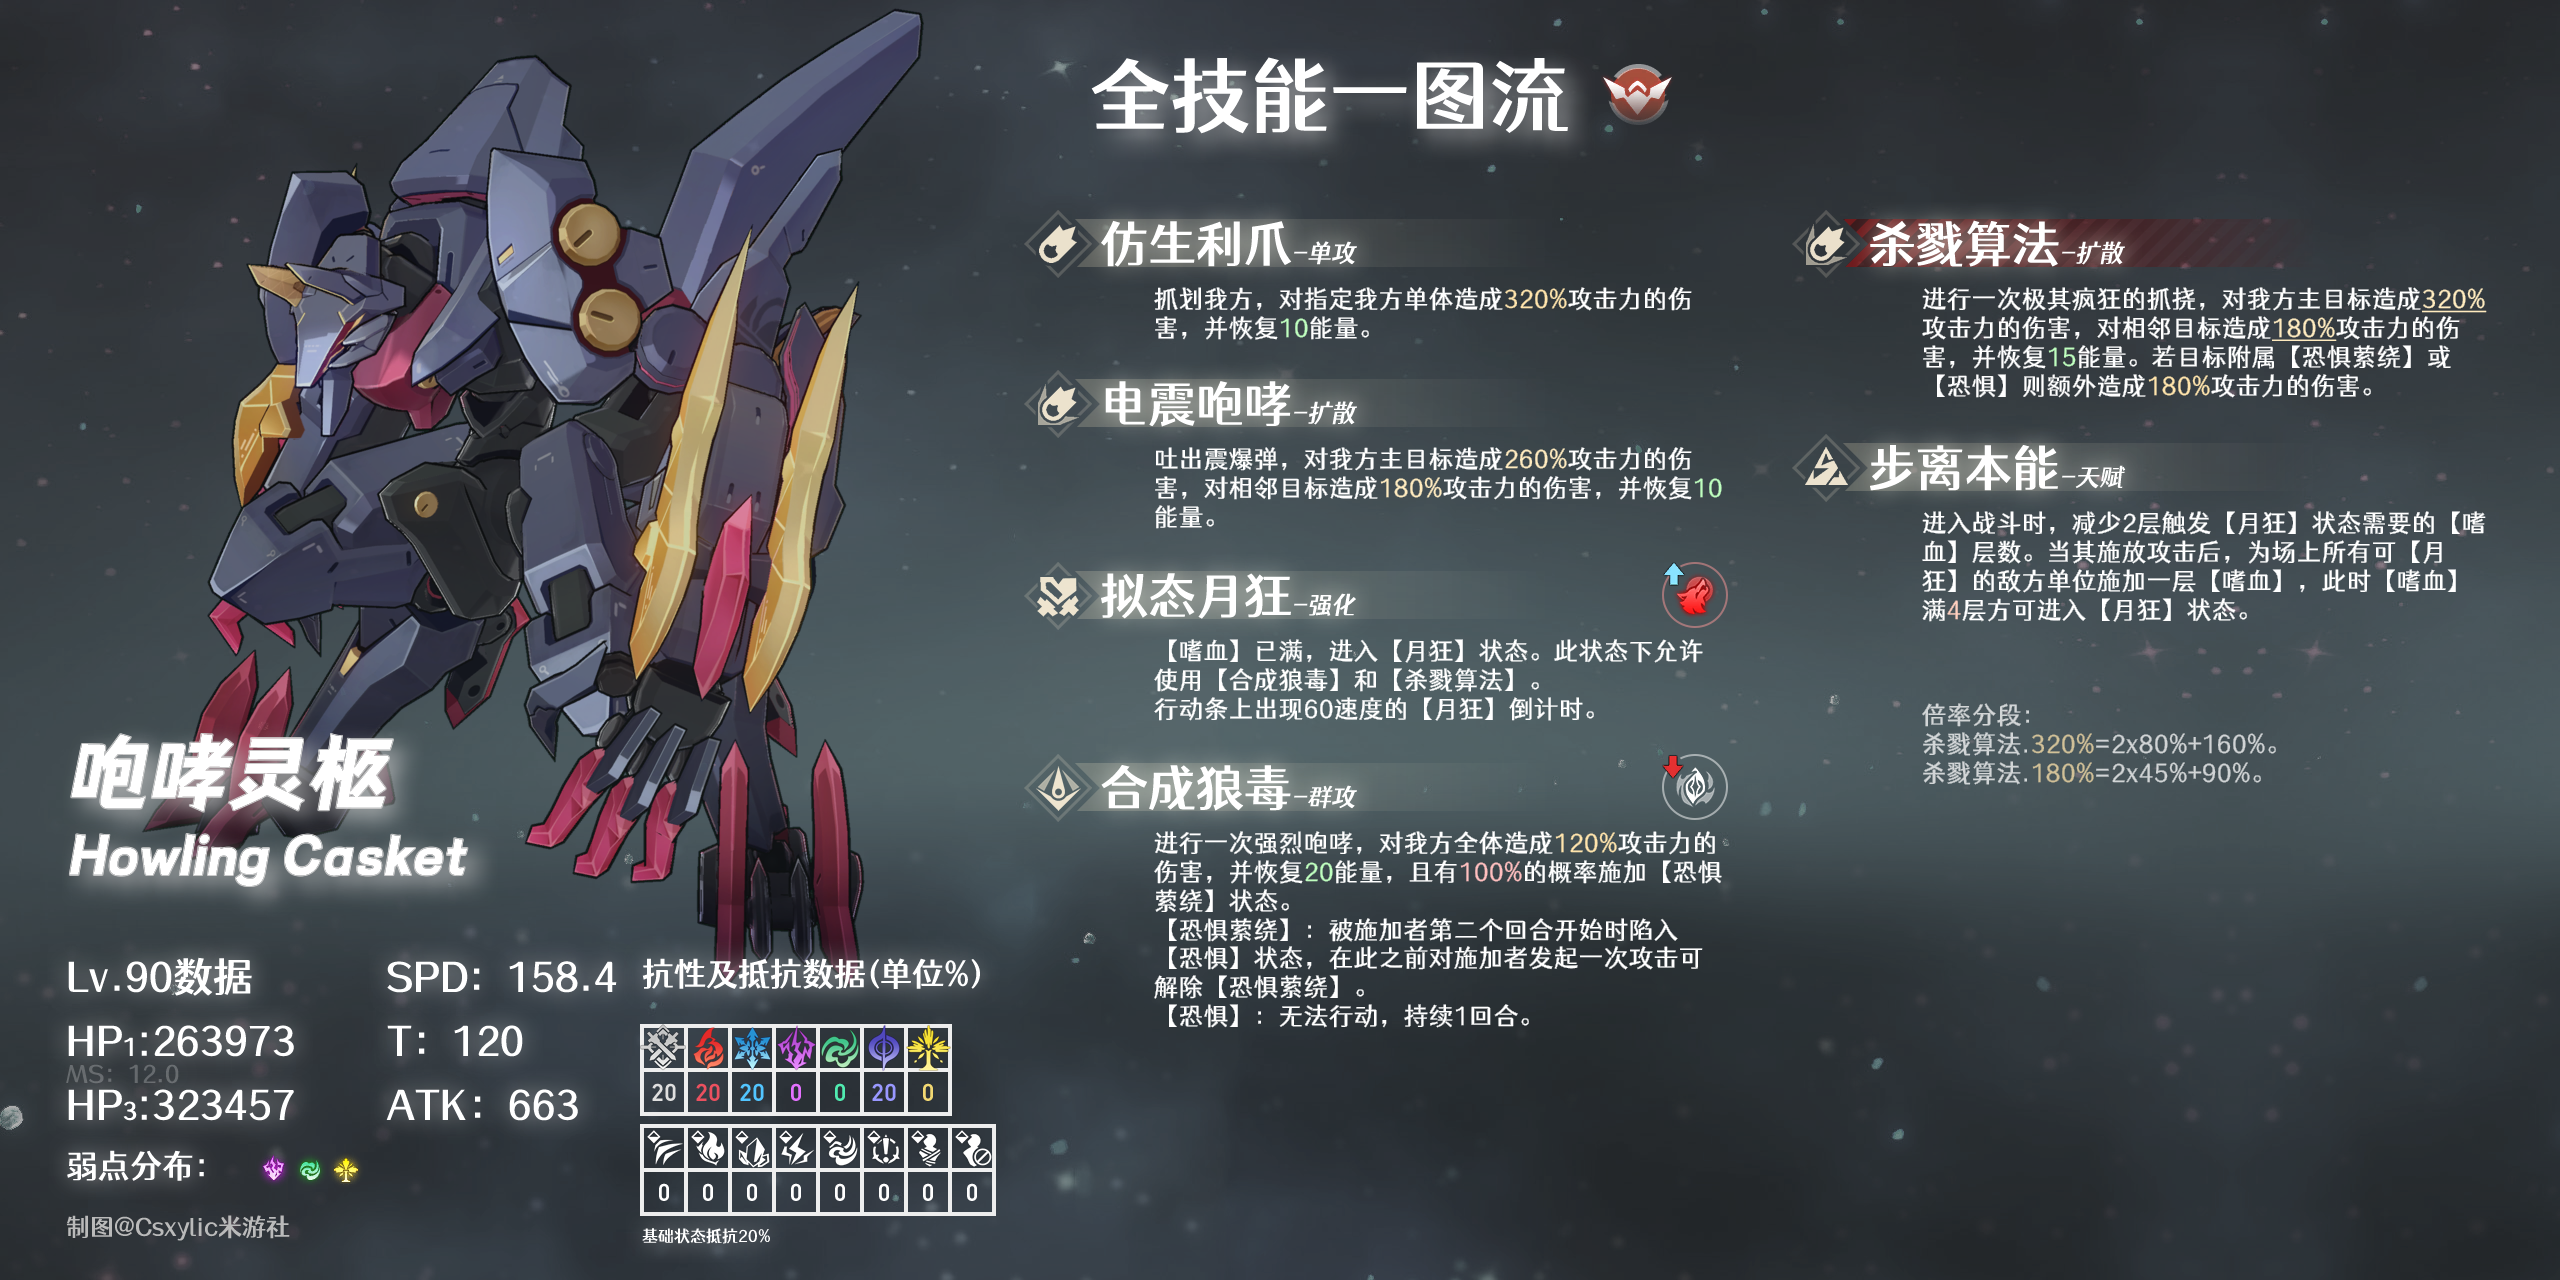 全技能一图流
仿生利爪–单攻
抓划我方，对指定我方单体造成320%攻击力的伤
害，并恢复10能量。
电震咆哮–扩散
吐出震爆弹，对我方主目标造成260%攻击力的伤
害，对相邻目标造成180%攻击力的伤害，并恢复10
能量。
拟态月狂–强化
【嗜血】已满，进入【月狂】状态。此状态下允许
使用【合成狼毒】和【杀戮算法】。
行动条上出现60速度的【月狂】倒计时。
合成狼毒–群攻
进行一次强烈咆哮，对我方全体造成120%攻击力的
伤害，并恢复20能量，且有100%的概率施加【恐惧
萦绕】状态。
【恐惧萦绕】：被施加者第二个回合开始时陷入
【恐惧】状态，在此之前对施加者发起一次攻击可
解除【恐惧萦绕】。
【恐惧】：无法行动，持续1回合。
杀戮算法–扩散
进行一次极其疯狂的抓挠，对我方主目标造成320%
攻击力的伤害，对相邻目标造成180%攻击力的伤
害，并恢复15能量。若目标附属【恐惧萦绕】或
【恐惧】则额外造成180%攻击力的伤害。
步离本能–天赋
进入战斗时，减少2层触发【月狂】状态需要的【嗜
血】层数。当其施放攻击后，为场上所有可【月
狂】的敌方单位施加一层【嗜血】，此时【嗜血】
满4层方可进入【月狂】状态。
倍率分段：
杀戮算法.320%=2x80%+160%。
杀戮算法.180%=2x45%+90%。
咆哮灵柩
Howling Casket
Lv.90数据
SPD：158.4
HP1:263973
T：120
MS：12.0
HP3:323457
ATK：663
弱点分布：
制图@Csxylic米游社
抗性及抵抗数据(单位%)
20 20 20 0 0 20 0
0 0 0 0 0 0 0 0
基础状态抵抗20%